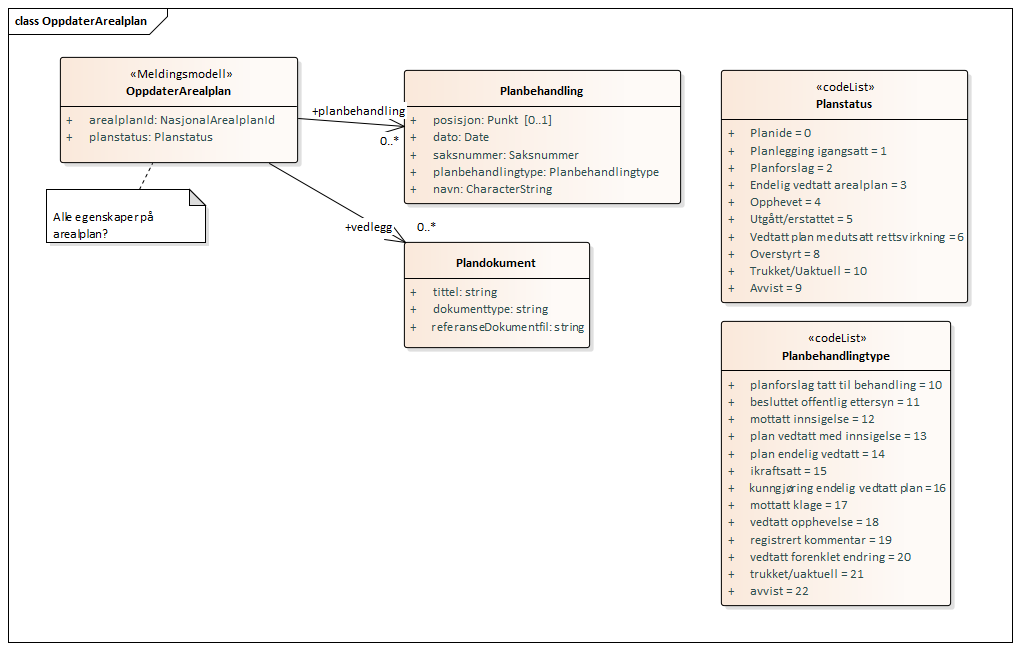 class OppdaterArealplan
«Meldingsmodell»
OppdaterArealplan
+ arealplanId: NasjonalArealplanId
+ planstatus: Planstatus
Alle egenskaper på
arealplan?
+planbehandling
0..*
+vedlegg
0..*
Planbehandling
+ posisjon: Punkt [0..1]
+ dato: Date
+ saksnummer: Saksnummer
+ planbehandlingtype: Planbehandlingtype
+ navn: CharacterString
Plandokument
+ tittel: string
+ dokumenttype: string
+ referanseDokumentfil: string
«codeList»
Planstatus
+ Planide = 0
+ Planlegging igangsatt = 1
+ Planforslag = 2
+ Endelig vedtatt arealplan = 3
+ Opphevet = 4
+ Utgått/erstattet = 5
+ Vedtatt plan med utsatt rettsvirkning = 6
+ Overstyrt = 8
+ Trukket/Uaktuell = 10
+ Avvist = 9
«codeList»
Planbehandlingtype
+ planforslag tatt til behandling = 10
+ besluttet offentlig ettersyn = 11
+ mottatt innsigelse = 12
+ plan vedtatt med innsigelse = 13
+ plan endelig vedtatt = 14
+ ikraftsatt = 15
+ kunngjøring endelig vedtatt plan = 16
+ mottatt klage = 17
+ vedtatt opphevelse = 18
+ registrert kommentar = 19
+ vedtatt forenklet endring = 20
+ trukket/uaktuell = 21
+ avvist = 22